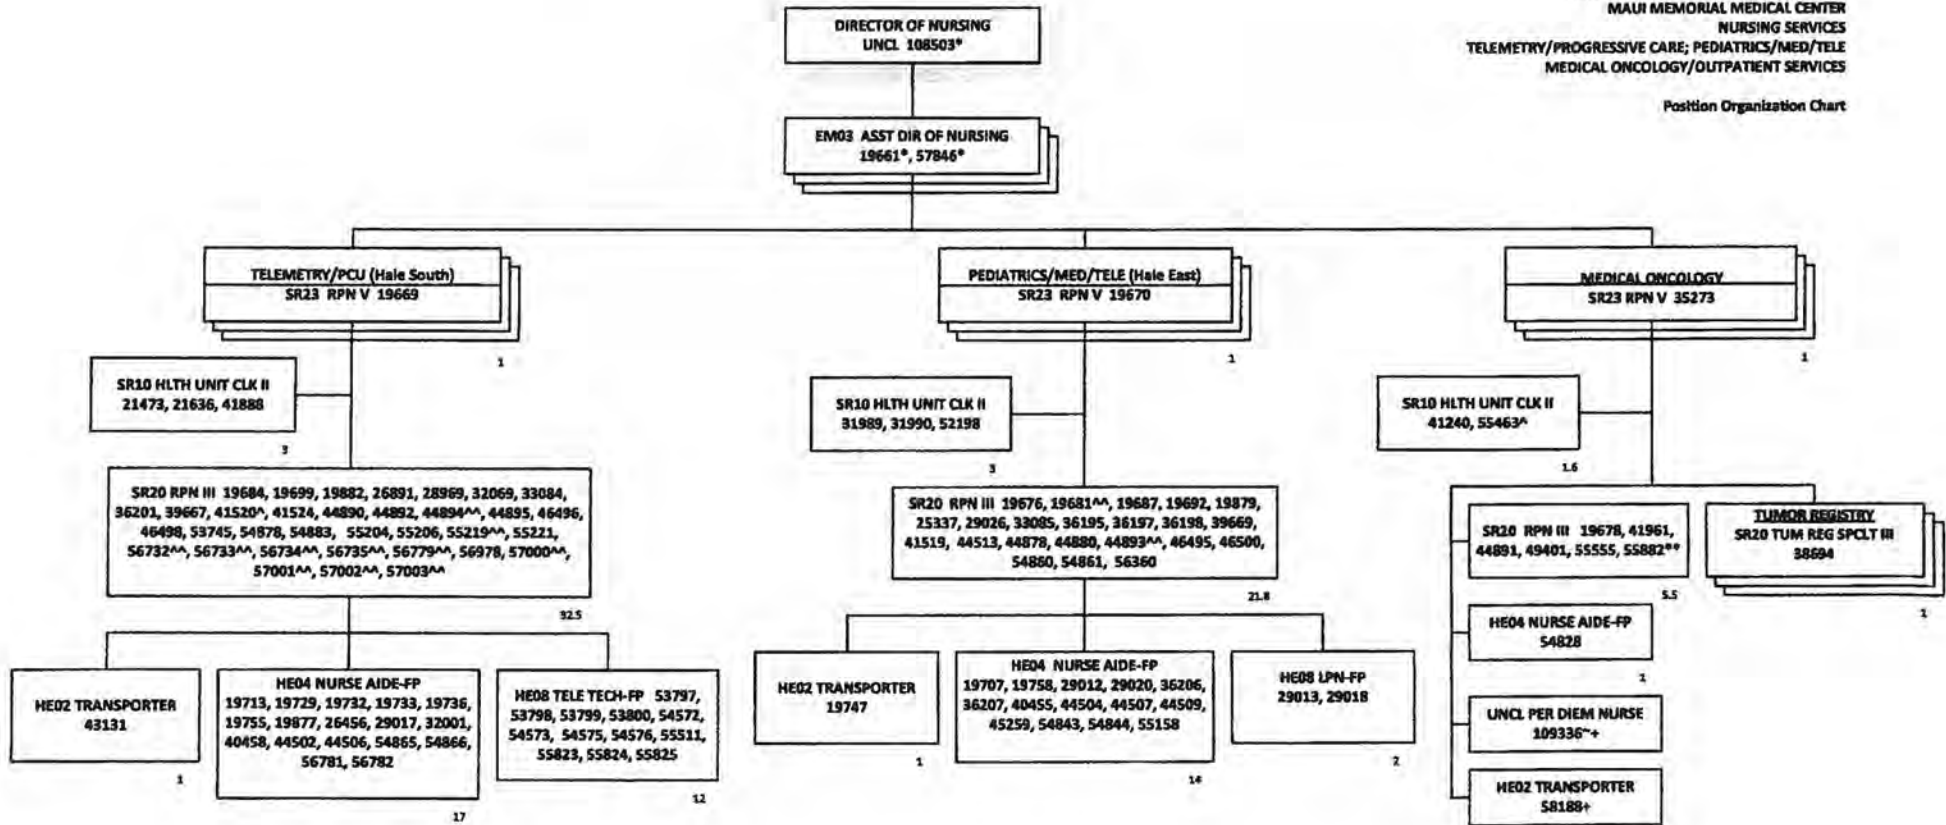 MAUI MEMORIAL MEDICAL CENTER
NURSING SERVICES
TELEMETRY/PROGRESSIVE CARE; PEDIATRICS/MED/TELE
MEDICAL ONCOLOGY/OUTPATIENT SERVICES
Position Organization Chart
DIRECTOR OF NURSING
UNCL 108503*
EM03 ASST DIR OF NURSING
19661*, 57846*
TELEMETRY/PCU (Hale South)
SR23 RPN V 19669
1
SR10 HLTH UNIT CLK II
21473, 21636, 41888
3
SR20 RPN III 19684, 19699, 19882, 26891, 28969, 32069, 33084,
36201, 39667, 41520^, 41524, 44890, 44892, 44894^^, 44895, 46496,
46498, 53745, 54878, 54883, 55204, 55206, 55219^^, 55221,
56732^^, 56733^^, 56734^^, 56735^^, 56779^^, 56978, 57000^^,
57001^^, 57002^^, 57003^^
32.5
HE02 TRANSPORTER
43131
1
HE04 NURSE AIDE-FP
19713, 19729, 19732, 19733, 19736,
19755, 19877, 26456, 29017, 32001,
40458, 44502, 44506, 54865, 54866,
56781, 56782
17
HE08 TELE TECH-FP 53797,
53798, 53799, 53800, 54572,
54573, 54575, 54576, 55511,
55823, 55824, 55825
12
PEDIATRICS/MED/TELE (Hale East)
SR23 RPN V 19670
1
SR10 HLTH UNIT CLK II
31989, 31990, 52198
3
SR20 RPN III 19676, 19681^^, 19687, 19692, 19879,
25337, 29026, 33085, 36195, 36197, 36198, 39669,
41519, 44513, 44878, 44880, 44893^^, 46495, 46500,
54860, 54861, 56360
21.8
HE02 TRANSPORTER
19747
1
HE04 NURSE AIDE-FP
19707, 19758, 29012, 29020, 36206,
36207, 40455, 44504, 44507, 44509,
45259, 54843, 54844, 55158
14
HE08 LPN-FP
29013, 29018
2
MEDICAL ONCOLOGY
SR23 RPN V 35273
1
SR10 HLTH UNIT CLK II
41240, 55463^
1.6
SR20 RPN III 19678, 41961,
44891, 49401, 55555, 55882**
5.5
TUMOR REGISTRY
SR20 TUM REG SPCLT III
38694
1
HE04 NURSE AIDE-FP
54828
1
UNCL PER DIEM NURSE
109336~+
HE02 TRANSPORTER
58188+